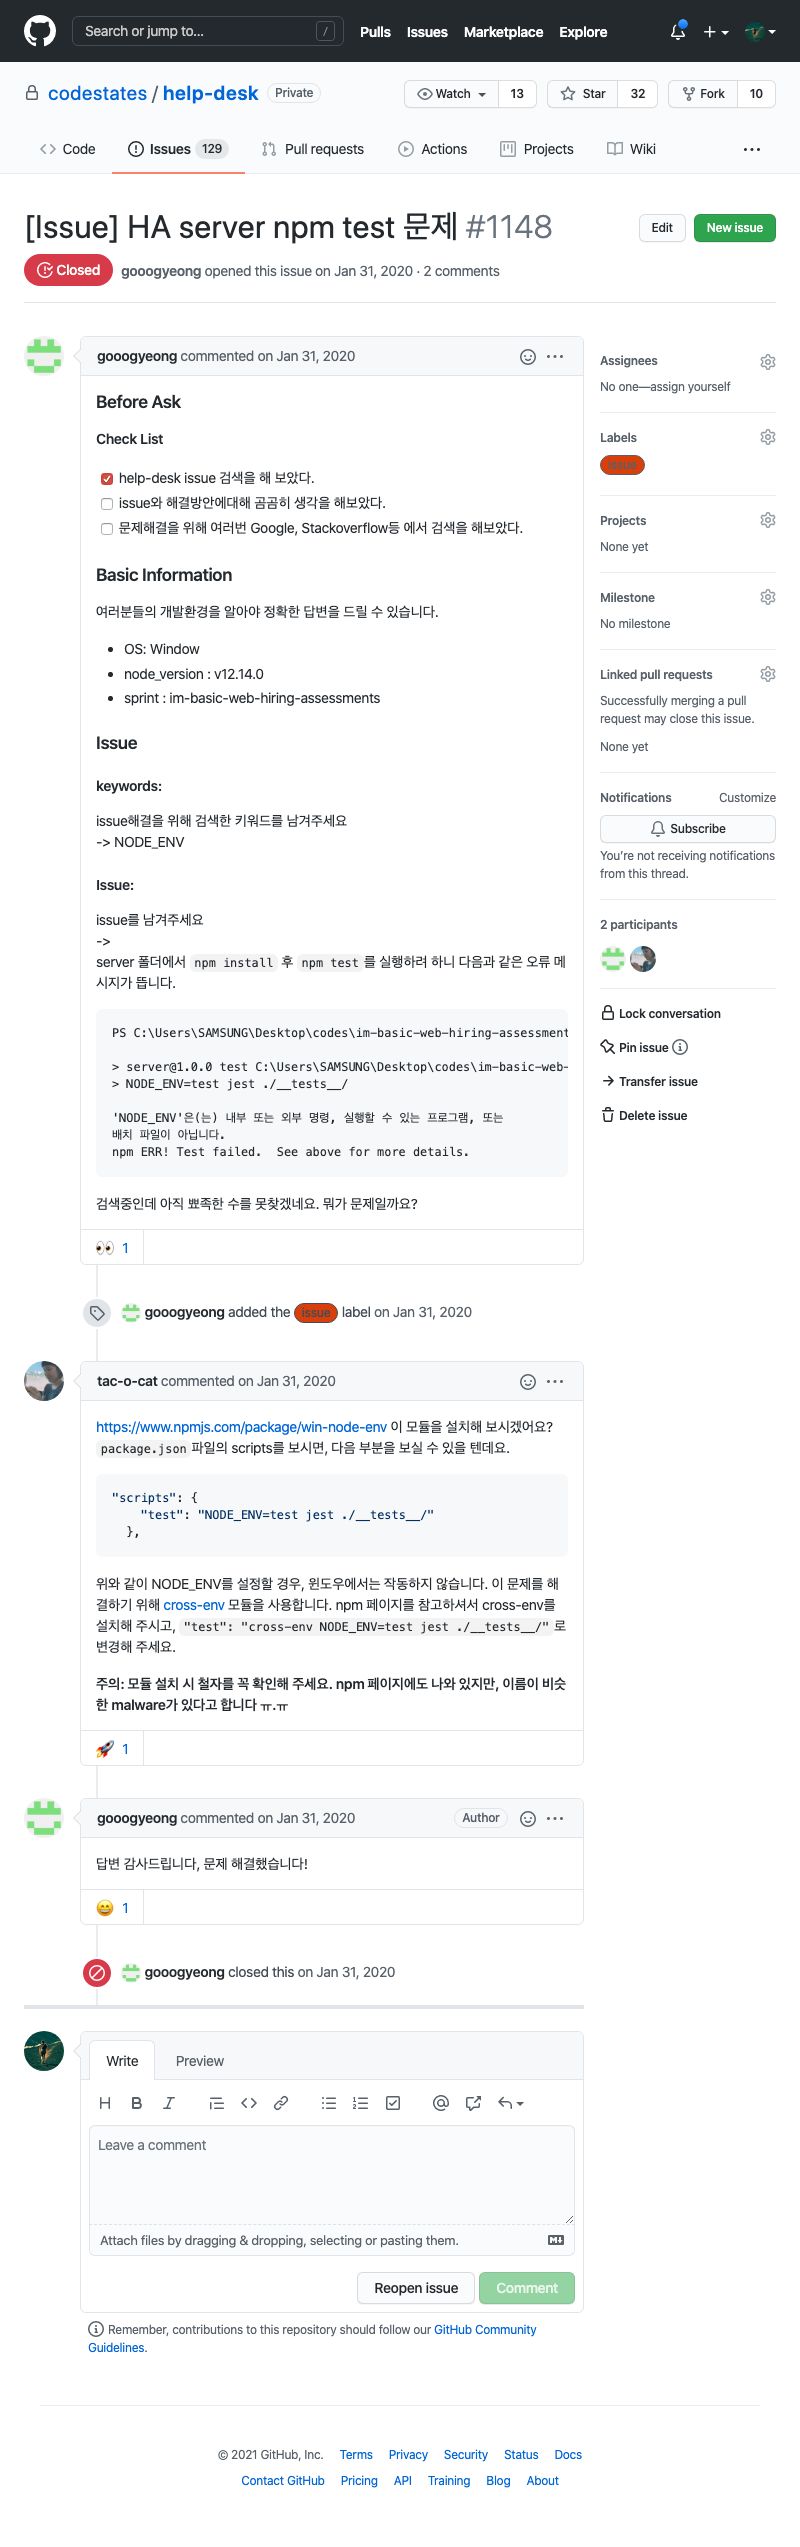 Search or jump to... /
Pulls Issues Marketplace Explore
codestates / help-desk Private
Watch 13 Star 32 Fork 10
Code Issues 129 Pull requests Actions Projects Wiki ...
[Issue] HA server npm test 문제 #1148
Edit New issue
Closed gooogyeong opened this issue on Jan 31, 2020 · 2 comments
gooogyeong commented on Jan 31, 2020
Before Ask
Check List
help-desk issue 검색을 해 보았다.
issue와 해결방안에대해 곰곰히 생각을 해보았다.
문제해결을 위해 여러번 Google, Stackoverflow등 에서 검색을 해보았다.
Basic Information
여러분들의 개발환경을 알아야 정확한 답변을 드릴 수 있습니다.
• OS: Window
• node_version : v12.14.0
• sprint : im-basic-web-hiring-assessments
Issue
keywords:
issue해결을 위해 검색한 키워드를 남겨주세요
-> NODE_ENV
Issue:
issue를 남겨주세요
->
server 폴더에서 npm install 후 npm test 를 실행하려 하니 다음과 같은 오류 메
시지가 뜹니다.
PS C:\Users\SAMSUNG\Desktop\codes\im-basic-web-hiring-assessment
> server@1.0.0 test C:\Users\SAMSUNG\Desktop\codes\im-basic-web-
> NODE_ENV=test jest ./__tests__/
'NODE_ENV'은(는) 내부 또는 외부 명령, 실행할 수 있는 프로그램, 또는
배치 파일이 아닙니다.
npm ERR! Test failed.  See above for more details.
검색중인데 아직 뾰족한 수를 못찾겠네요. 뭐가 문제일까요?
👀 1
gooogyeong added the issue label on Jan 31, 2020
tac-o-cat commented on Jan 31, 2020
https://www.npmjs.com/package/win-node-env 이 모듈을 설치해 보시겠어요?
package.json 파일의 scripts를 보시면, 다음 부분을 보실 수 있을 텐데요.
"scripts": {
"test": "NODE_ENV=test jest ./__tests__/"
},
위와 같이 NODE_ENV를 설정할 경우, 윈도우에서는 작동하지 않습니다. 이 문제를 해
결하기 위해 cross-env 모듈을 사용합니다. npm 페이지를 참고하셔서 cross-env를
설치해 주시고, "test": "cross-env NODE_ENV=test jest ./__tests__/" 로
변경해 주세요.
주의: 모듈 설치 시 철자를 꼭 확인해 주세요. npm 페이지에도 나와 있지만, 이름이 비슷
한 malware가 있다고 합니다 ㅠ.ㅠ
🚀 1
gooogyeong commented on Jan 31, 2020 Author
답변 감사드립니다, 문제 해결했습니다!
😄 1
gooogyeong closed this on Jan 31, 2020
Write Preview
Leave a comment
Attach files by dragging & dropping, selecting or pasting them.
Reopen issue Comment
Remember, contributions to this repository should follow our GitHub Community
Guidelines.
Assignees
No one—assign yourself
Labels
issue
Projects
None yet
Milestone
No milestone
Linked pull requests
Successfully merging a pull
request may close this issue.
None yet
Notifications Customize
Subscribe
You're not receiving notifications
from this thread.
2 participants
Lock conversation
Pin issue
Transfer issue
Delete issue
© 2021 GitHub, Inc. Terms Privacy Security Status Docs
Contact GitHub Pricing API Training Blog About